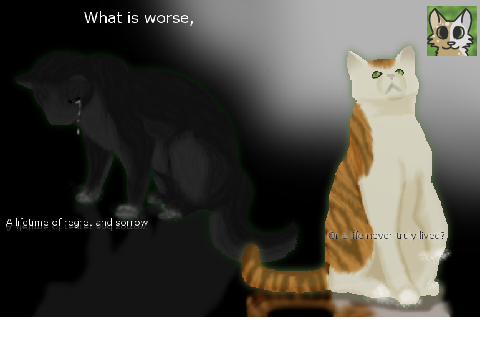 What is worse,
A lifetime of regret and sorrow
Or a life never truly lived?